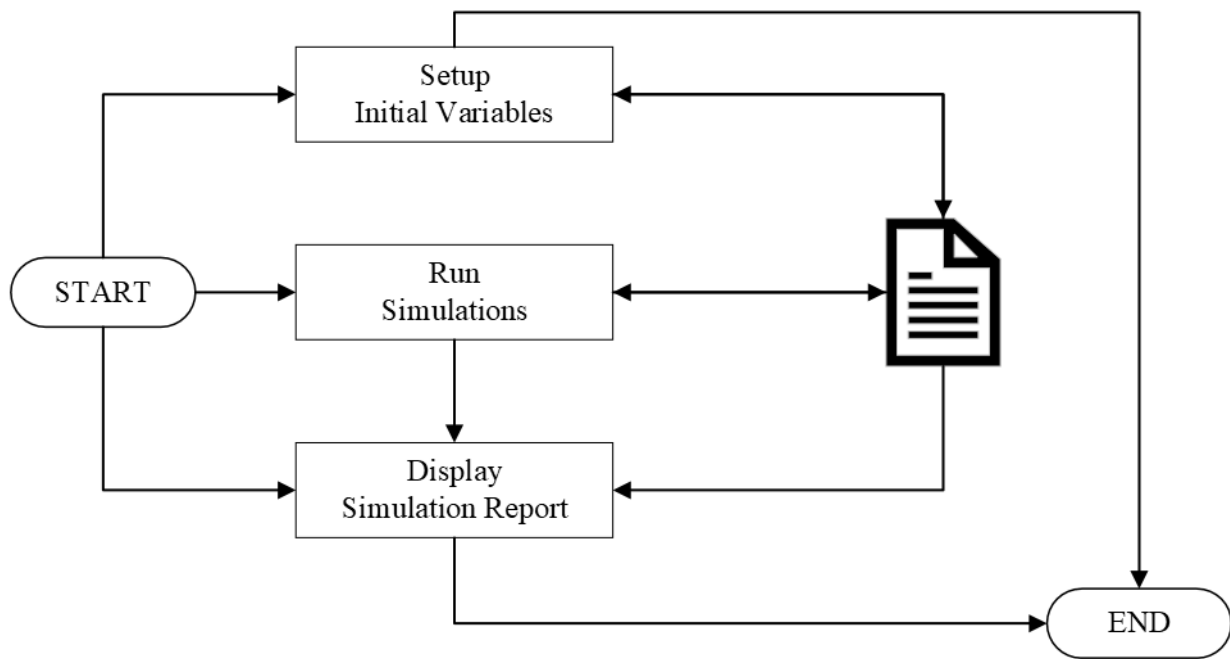 Setup
Initial Variables
START
Run
Simulations
Display
Simulation Report
END